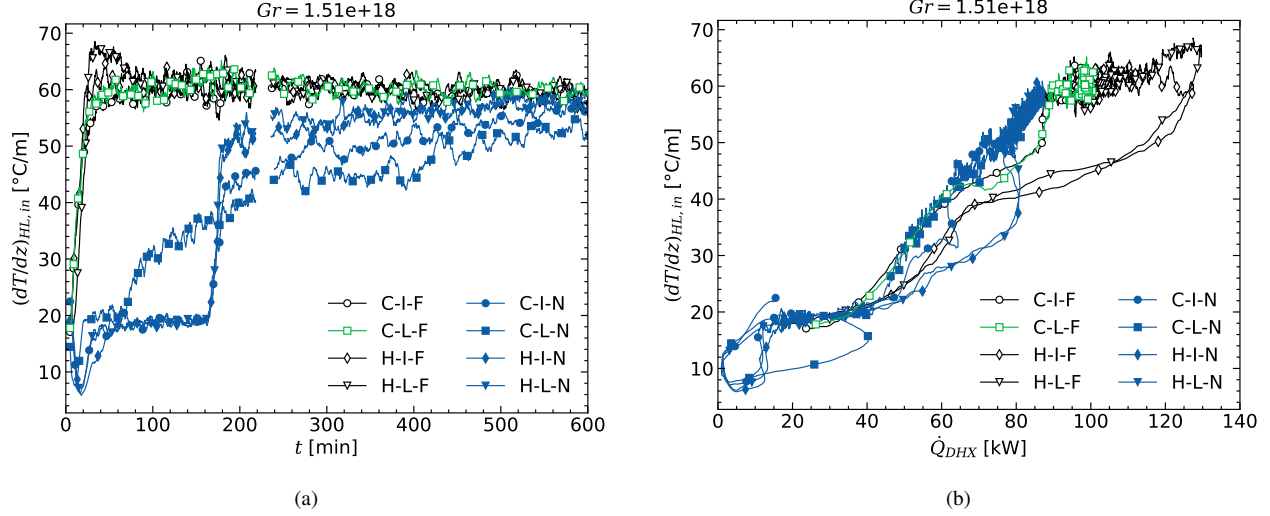 Gr = 1.51e+18
70
60
50
40
30
20
10
0 100 200 300 400 500 600
(dT/dz)HL, in [°C/m]
t [min]
C-I-F C-I-N
C-L-F C-L-N
H-I-F H-I-N
H-L-F H-L-N
(a)
Gr = 1.51e+18
70
60
50
40
30
20
10
0 20 40 60 80 100 120 140
(dT/dz)HL, in [°C/m]
Q̇DHX [kW]
C-I-F C-I-N
C-L-F C-L-N
H-I-F H-I-N
H-L-F H-L-N
(b)